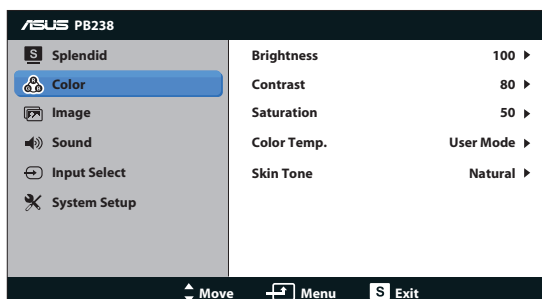 ASUS PB238
S Splendid
Color
Image
Sound
Input Select
System Setup
Brightness 100
Contrast 80
Saturation 50
Color Temp. User Mode
Skin Tone Natural
Move Menu S Exit